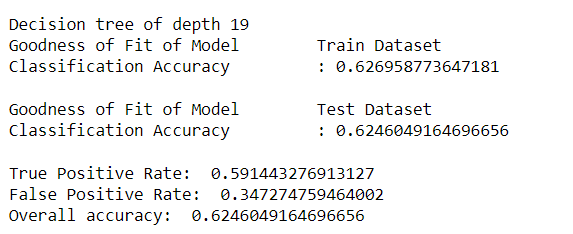 Decision tree of depth 19
Goodness of Fit of Model Train Dataset
Classification Accuracy : 0.626958773647181
Goodness of Fit of Model Test Dataset
Classification Accuracy : 0.6246049164696656
True Positive Rate: 0.591443276913127
False Positive Rate: 0.347274759464002
Overall accuracy: 0.6246049164696656